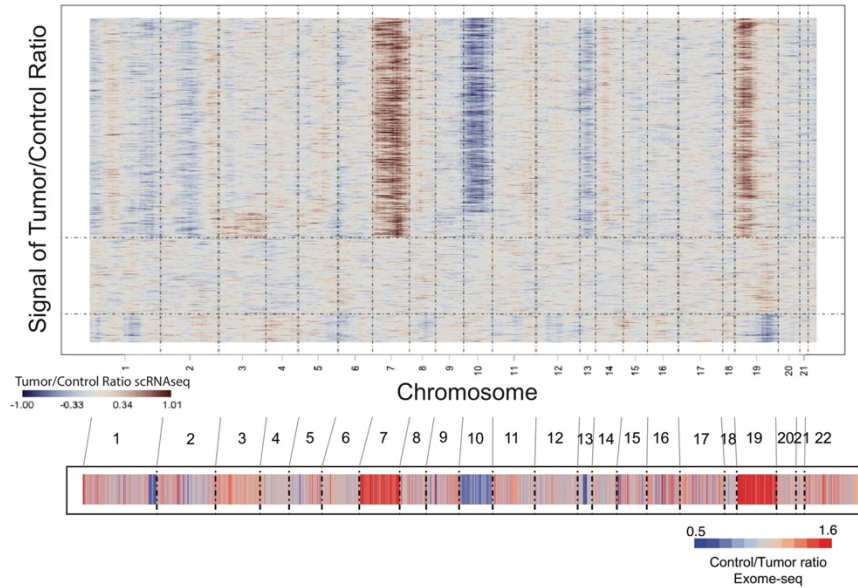 Signal of Tumor/Control Ratio
1 2 3 4 5 6 7 8 9 10 11 12 13 14 15 16 17 18 19 20 21
Chromosome
Tumor/Control Ratio scRNAseq
-1.00 -0.33 0.34 1.01
1 2 3 4 5 6 7 8 9 10 11 12 13 14 15 16 17 18 19 20 21 22
0.5 1.6
Control/Tumor ratio
Exome-seq